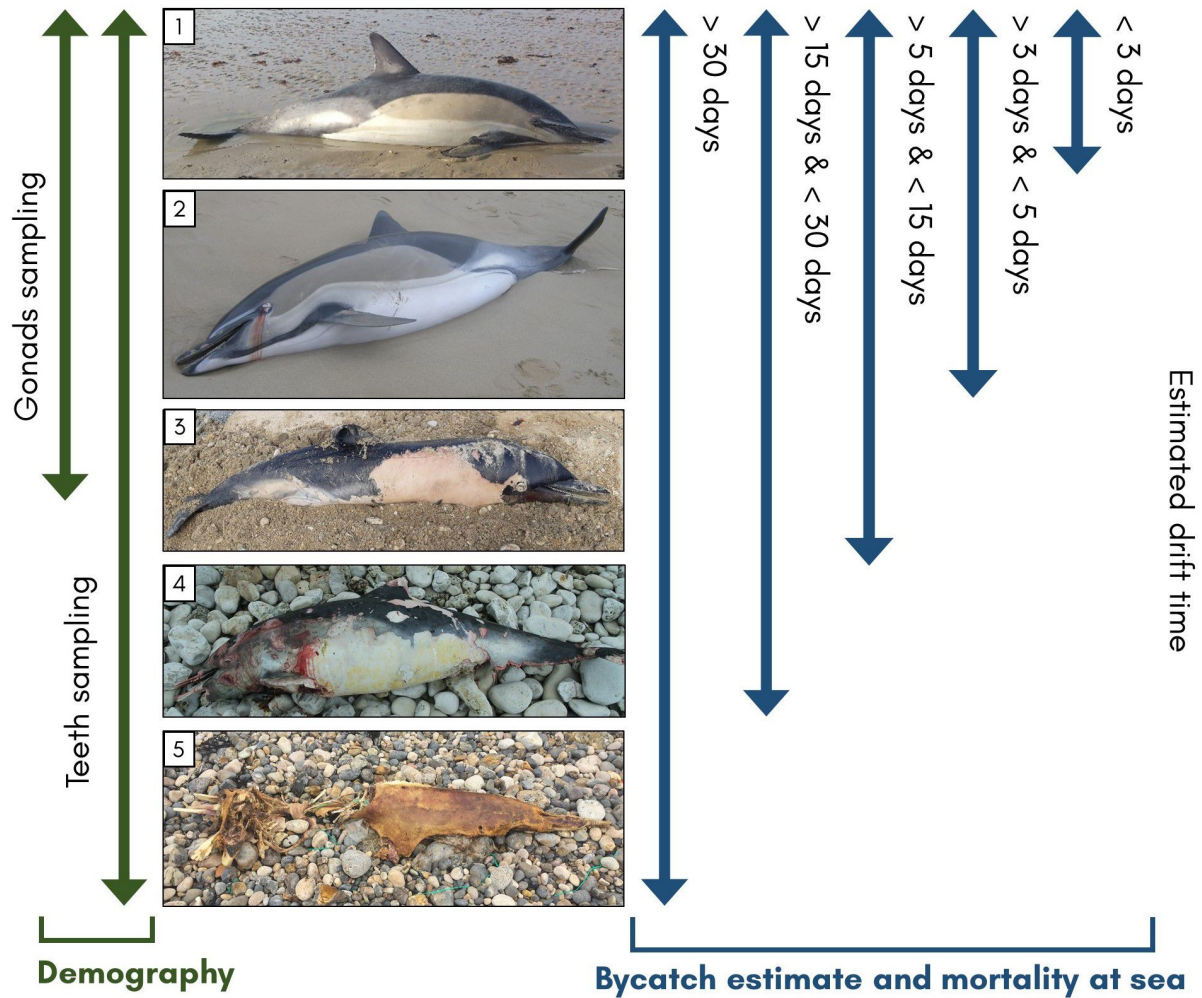 Gonads sampling
Teeth sampling
1
2
3
4
5
> 30 days
> 15 days & < 30 days
> 5 days & < 15 days
> 3 days & < 5 days
< 3 days
Estimated drift time
Demography
Bycatch estimate and mortality at sea